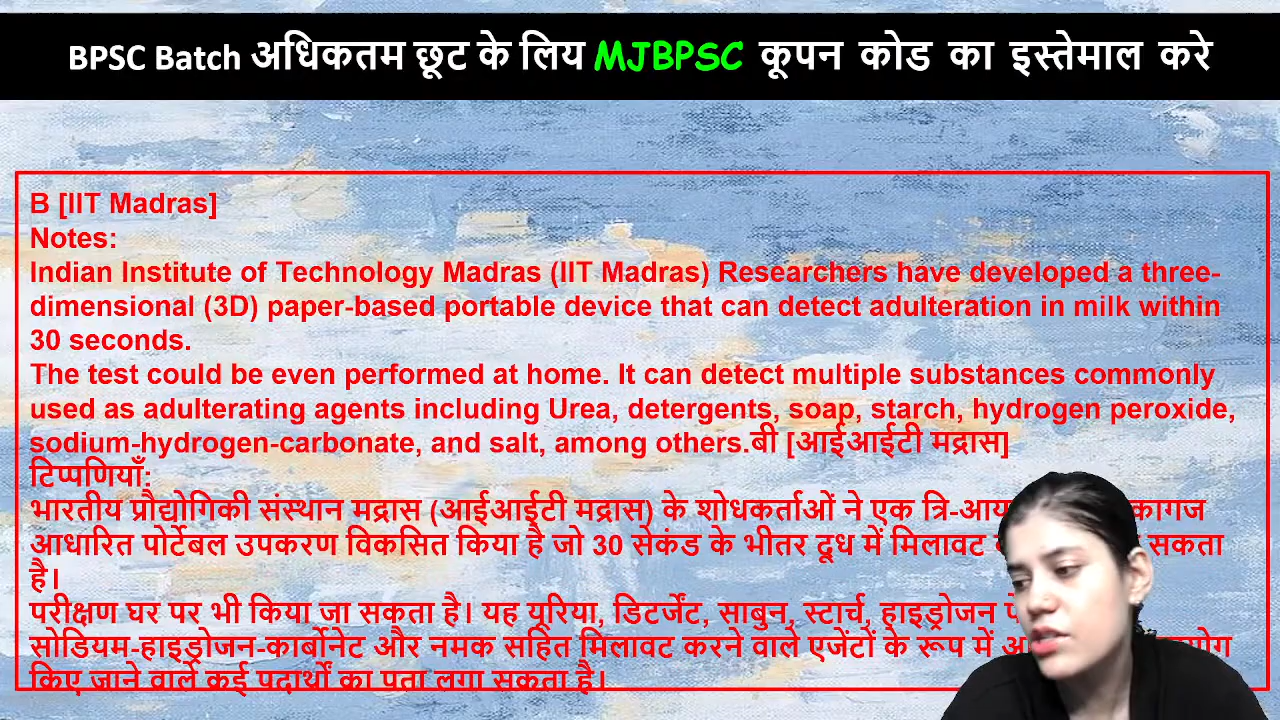 BPSC Batch अधिकतम छूट के लिय MJBPSC कूपन कोड का इस्तेमाल करे
B [IIT Madras]
Notes:
Indian Institute of Technology Madras (IIT Madras) Researchers have developed a three-
dimensional (3D) paper-based portable device that can detect adulteration in milk within
30 seconds.
The test could be even performed at home. It can detect multiple substances commonly
used as adulterating agents including Urea, detergents, soap, starch, hydrogen peroxide,
sodium-hydrogen-carbonate, and salt, among others.बी [आईआईटी मद्रास]
टिप्पणियाँ:
भारतीय प्रौद्योगिकी संस्थान मद्रास (आईआईटी मद्रास) के शोधकर्ताओं ने एक कागज
आधारित पोर्टेबल उपकरण विकसित किया है जो 30 सेकंड के भीतर दूध में मिलावट सकता
है।
परीक्षण घर पर भी किया जा सकता है। यह यूरिया, डिटर्जेंट, साबुन, स्टार्च, हाइड्रोजन
सोडियम-हाइड्रोजन-कार्बोनेट और नमक सहित मिलावट करने वाले एजेंटों के रूप में
किए जाने वाले कई पदार्थों का पता लगा सकता है।